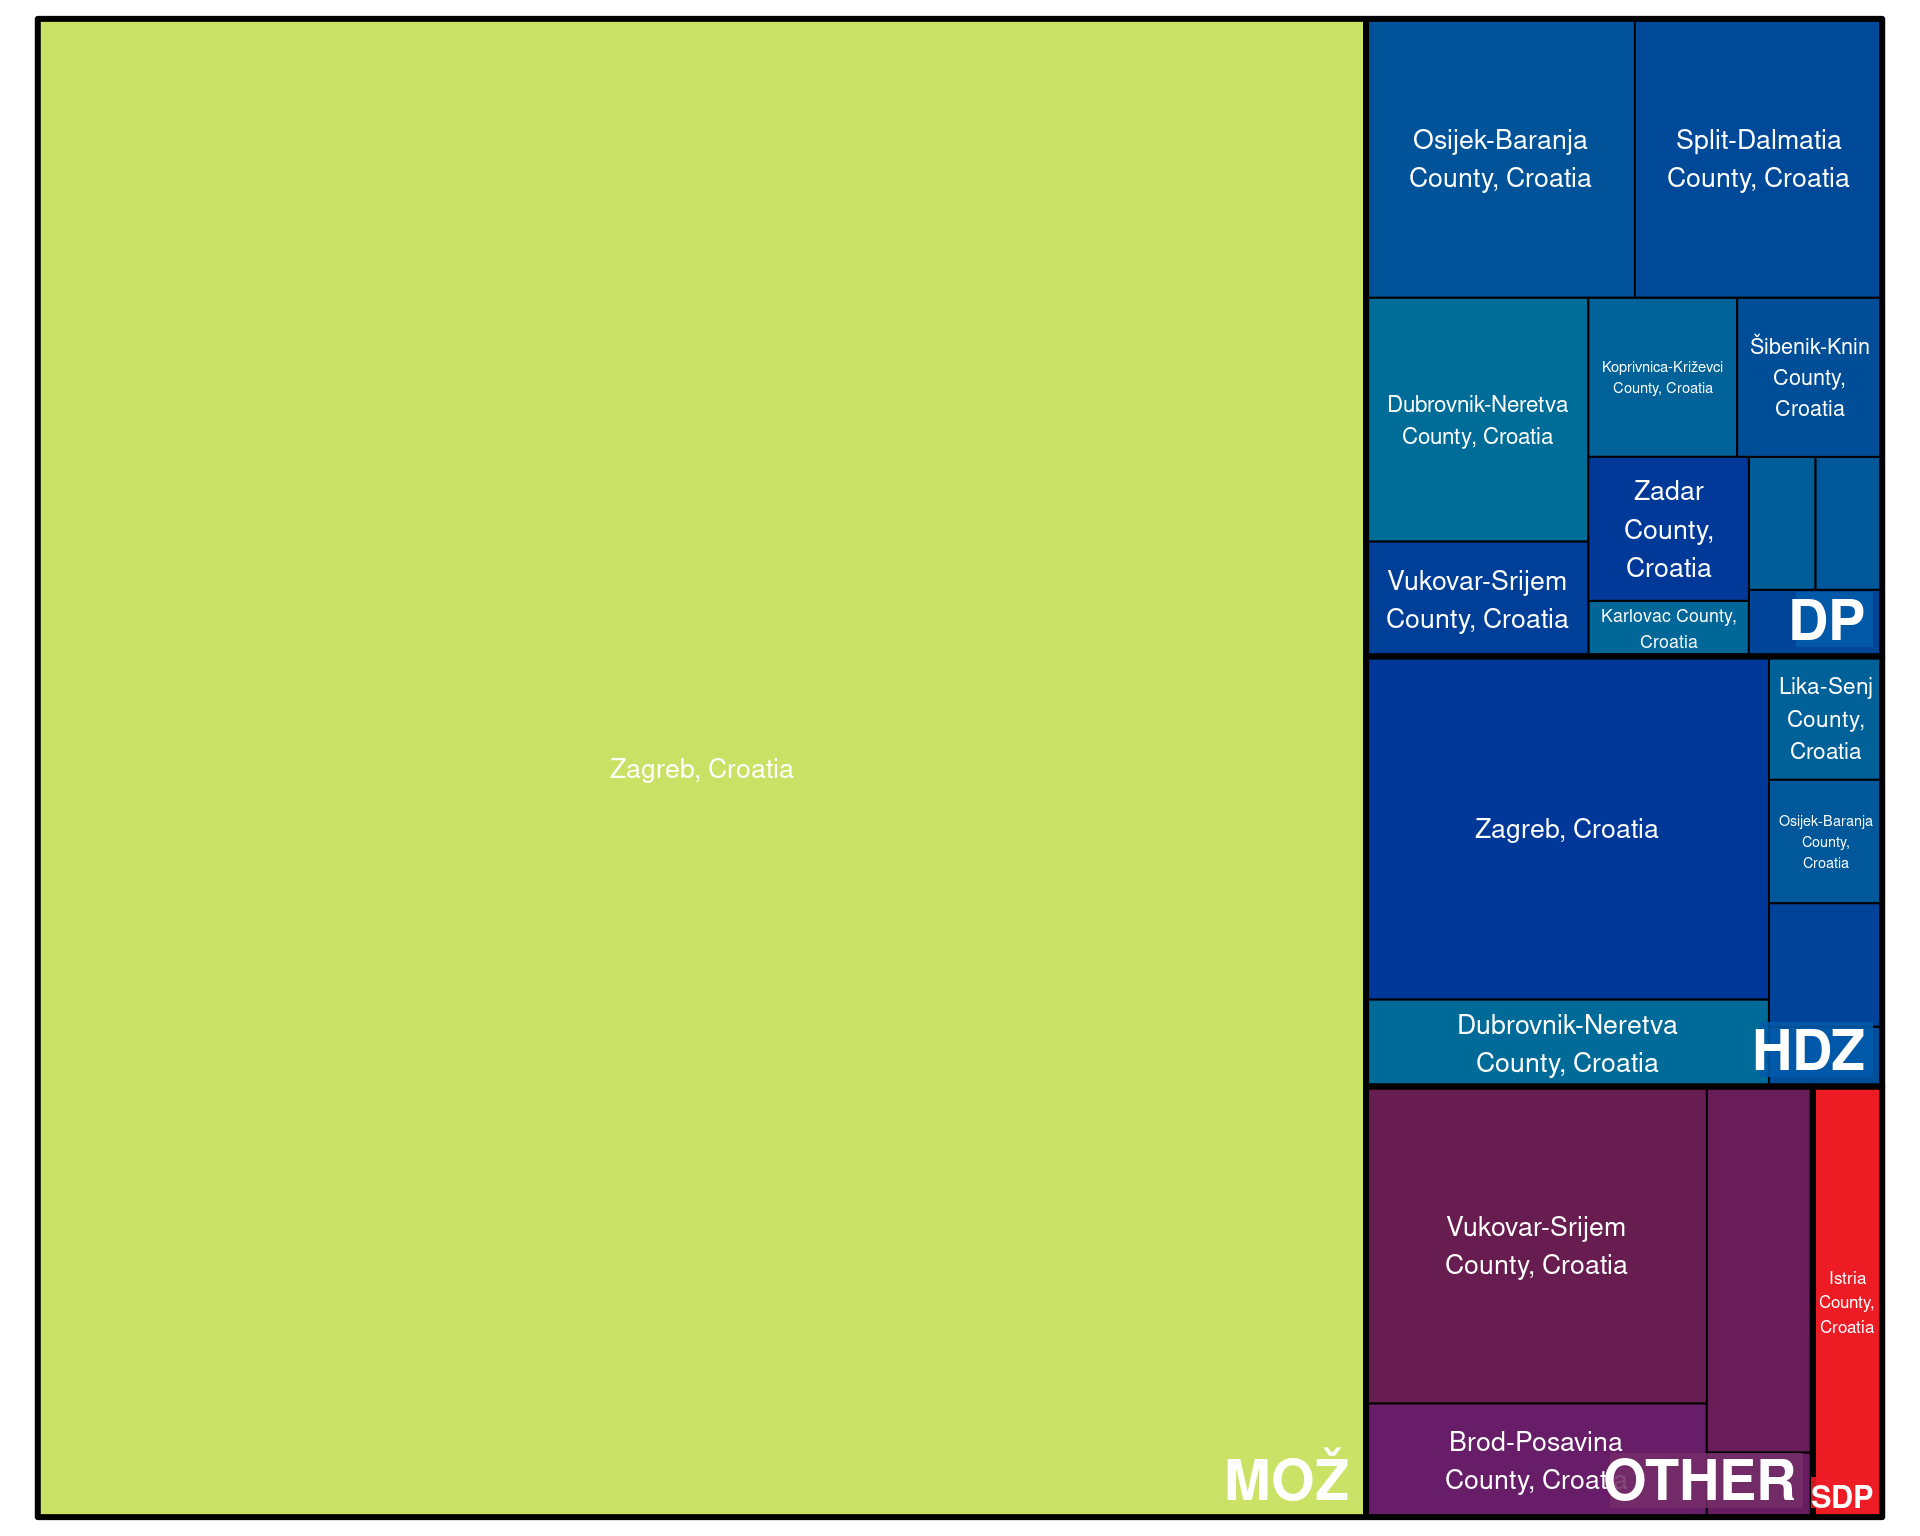 Zagreb, Croatia
MOŽ
Osijek-Baranja
County, Croatia
Split-Dalmatia
County, Croatia
Dubrovnik-Neretva
County, Croatia
Koprivnica-Križevci
County, Croatia
Šibenik-Knin
County,
Croatia
Vukovar-Srijem
County, Croatia
Zadar
County,
Croatia
Karlovac County,
Croatia
DP
Zagreb, Croatia
Lika-Senj
County,
Croatia
Osijek-Baranja
County,
Croatia
Dubrovnik-Neretva
County, Croatia
HDZ
Vukovar-Srijem
County, Croatia
Brod-Posavina
County, Croatia
OTHER
Istria
County,
Croatia
SDP